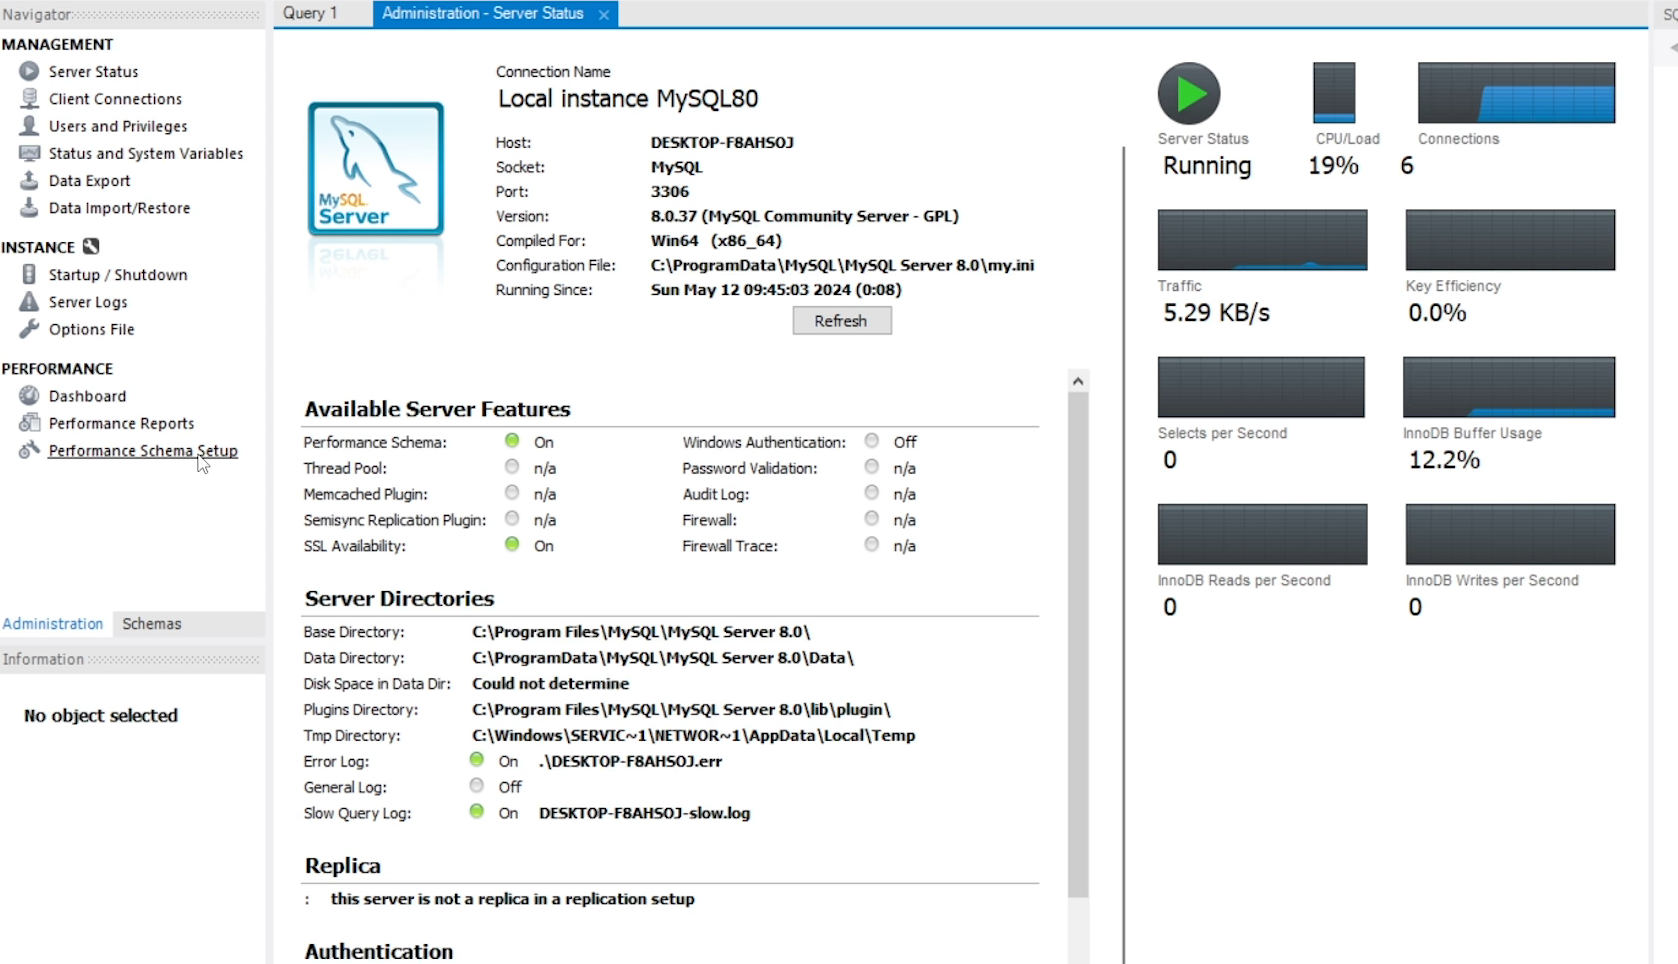 Navigator
MANAGEMENT
Server Status
Client Connections
Users and Privileges
Status and System Variables
Data Export
Data Import/Restore
INSTANCE
Startup / Shutdown
Server Logs
Options File
PERFORMANCE
Dashboard
Performance Reports
Performance Schema Setup
Administration Schemas
Information
No object selected
Query 1
Administration - Server Status
MySQL
Server
Connection Name
Local instance MySQL80
Host: DESKTOP-F8AHSOJ
Socket: MySQL
Port: 3306
Version: 8.0.37 (MySQL Community Server - GPL)
Compiled For: Win64 (x86_64)
Configuration File: C:\ProgramData\MySQL\MySQL Server 8.0\my.ini
Running Since: Sun May 12 09:45:03 2024 (0:08)
Refresh
Available Server Features
Performance Schema: On Windows Authentication: Off
Thread Pool: n/a Password Validation: n/a
Memcached Plugin: n/a Audit Log: n/a
Semisync Replication Plugin: n/a Firewall: n/a
SSL Availability: On Firewall Trace: n/a
Server Directories
Base Directory: C:\Program Files\MySQL\MySQL Server 8.0\
Data Directory: C:\ProgramData\MySQL\MySQL Server 8.0\Data\
Disk Space in Data Dir: Could not determine
Plugins Directory: C:\Program Files\MySQL\MySQL Server 8.0\lib\plugin\
Tmp Directory: C:\Windows\SERVIC~1\NETWOR~1\AppData\Local\Temp
Error Log: On .\DESKTOP-F8AHSOJ.err
General Log: Off
Slow Query Log: On DESKTOP-F8AHSOJ-slow.log
Replica
: this server is not a replica in a replication setup
Authentication
Server Status CPU/Load Connections
Running 19% 6
Traffic Key Efficiency
5.29 KB/s 0.0%
Selects per Second InnoDB Buffer Usage
0 12.2%
InnoDB Reads per Second InnoDB Writes per Second
0 0